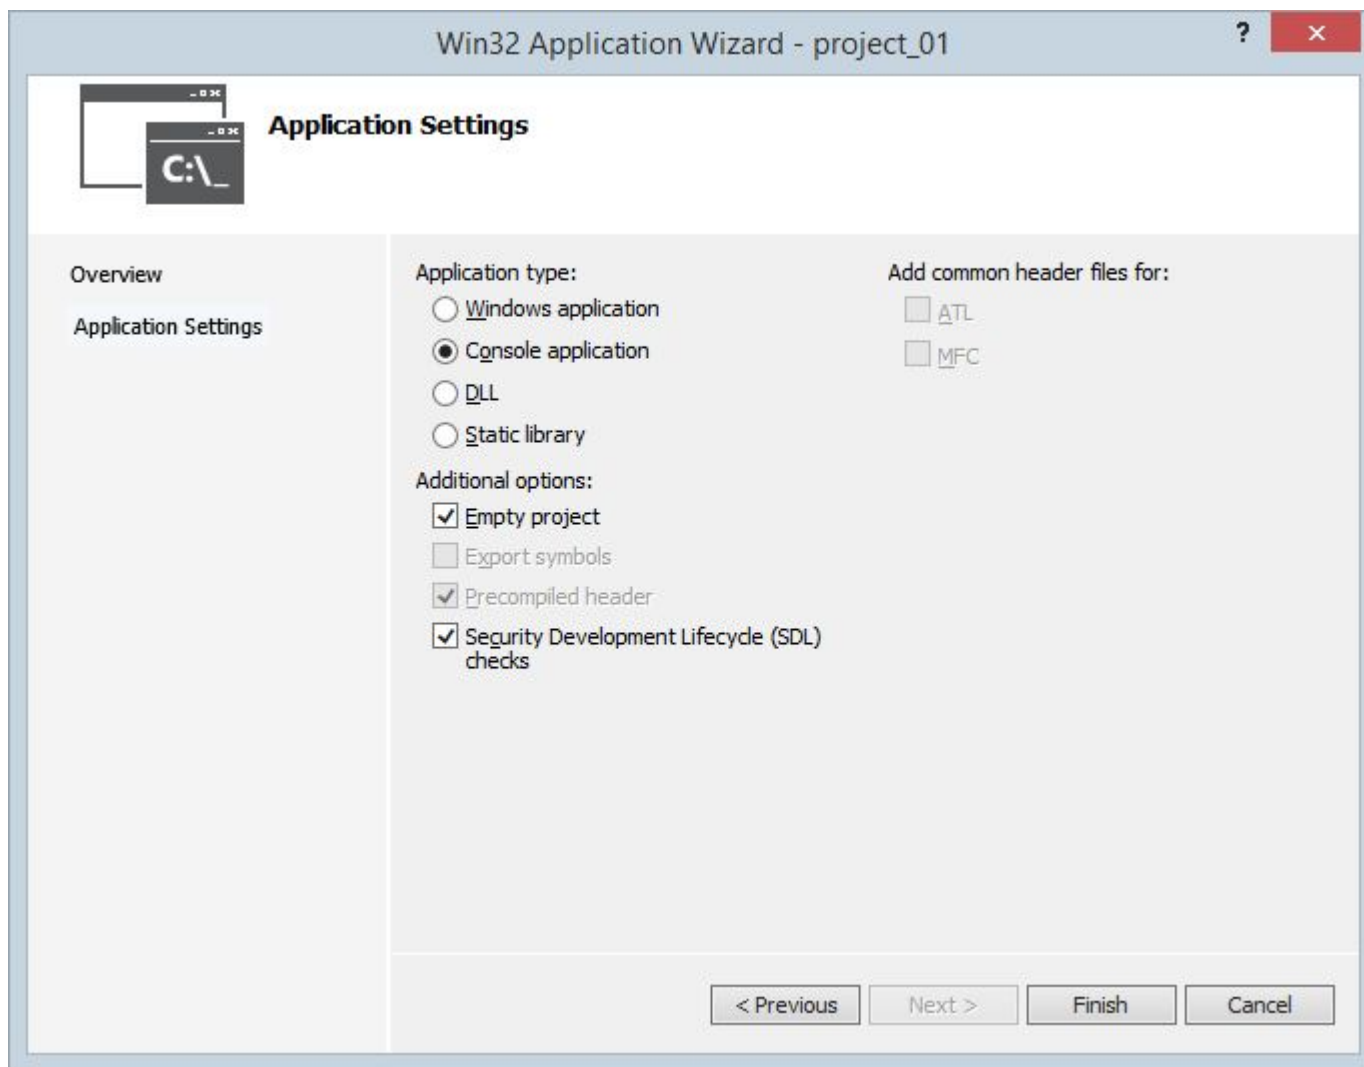 Win32 Application Wizard - project_01
?
C:\_
Application Settings
Overview
Application Settings
Application type:
Windows application
Console application
DLL
Static library
Additional options:
Empty project
Export symbols
Precompiled header
Security Development Lifecycle (SDL)
checks
Add common header files for:
ATL
MFC
< Previous
Next >
Finish
Cancel